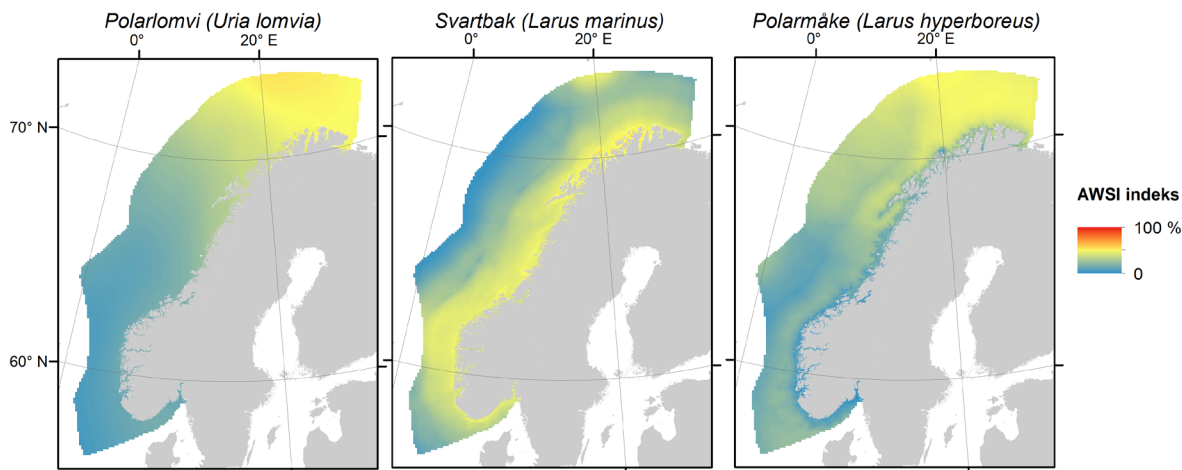 Polarlomvi (Uria lomvia)
Svartbak (Larus marinus)
Polarmåke (Larus hyperboreus)
0°
20° E
0°
20° E
0°
20° E
70° N
60° N
AWSI indeks
100 %
0